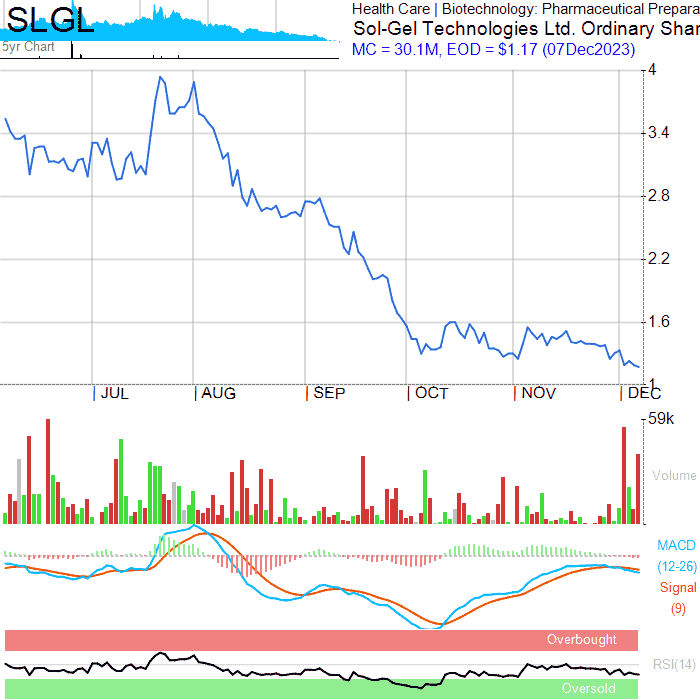 SLGL
5yr Chart
Health Care | Biotechnology: Pharmaceutical Prepara
Sol-Gel Technologies Ltd. Ordinary Shar
MC = 30.1M, EOD = $1.17 (07Dec2023)
4
3.4
2.8
2.2
1.6
1
JUL AUG SEP OCT NOV DEC
59k
Volume
MACD
(12-26)
Signal
(9)
Overbought
RSI(14)
Oversold